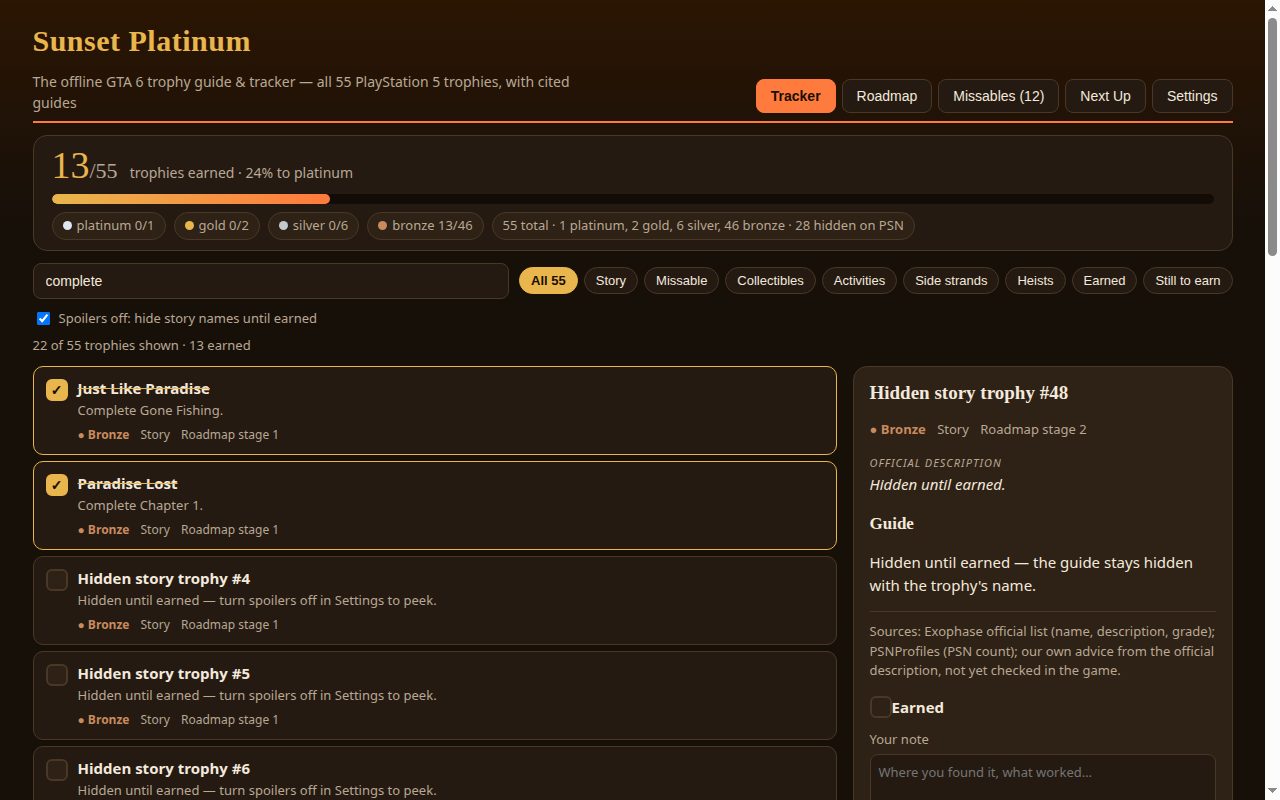 Sunset Platinum
The offline GTA 6 trophy guide & tracker — all 55 PlayStation 5 trophies, with cited
guides
Tracker
Roadmap
Missables (12)
Next Up
Settings
13/55 trophies earned · 24% to platinum
platinum 0/1
gold 0/2
silver 0/6
bronze 13/46
55 total · 1 platinum, 2 gold, 6 silver, 46 bronze · 28 hidden on PSN
complete
All 55
Story
Missable
Collectibles
Activities
Side strands
Heists
Earned
Still to earn
Spoilers off: hide story names until earned
22 of 55 trophies shown · 13 earned
Just Like Paradise
Complete Gone Fishing.
● Bronze Story Roadmap stage 1
Paradise Lost
Complete Chapter 1.
● Bronze Story Roadmap stage 1
Hidden story trophy #4
Hidden until earned — turn spoilers off in Settings to peek.
● Bronze Story Roadmap stage 1
Hidden story trophy #5
Hidden until earned — turn spoilers off in Settings to peek.
● Bronze Story Roadmap stage 1
Hidden story trophy #6
Hidden until earned — turn spoilers off in Settings to peek.
Hidden story trophy #48
● Bronze Story Roadmap stage 2
OFFICIAL DESCRIPTION
Hidden until earned.
Guide
Hidden until earned — the guide stays hidden
with the trophy's name.
Sources: Exophase official list (name, description, grade);
PSNProfiles (PSN count); our own advice from the official
description, not yet checked in the game.
Earned
Your note
Where you found it, what worked...